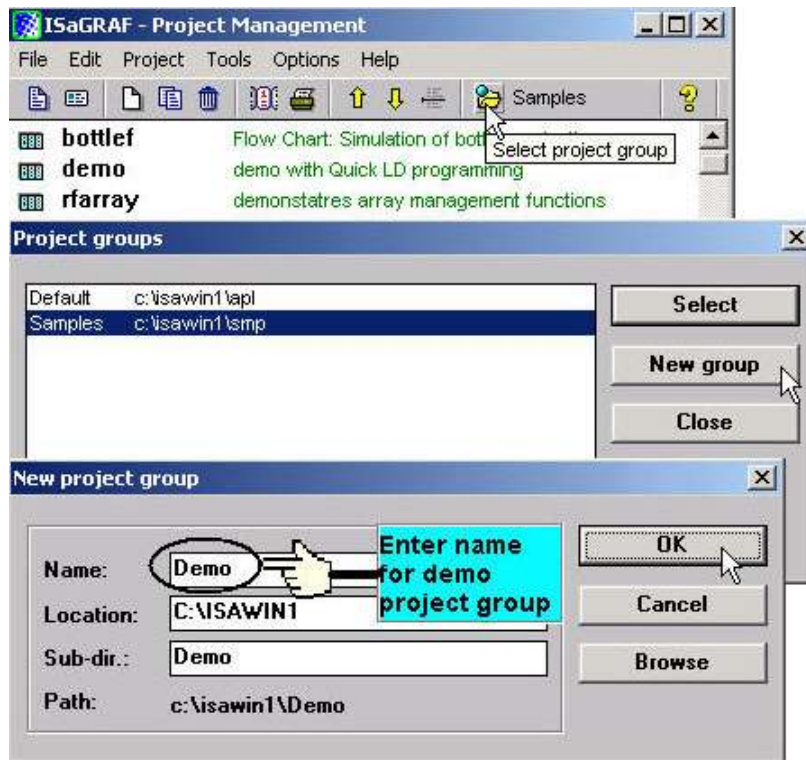 ISaGRAF - Project Management
File Edit Project Tools Options Help
Samples
bottlef Flow Chart: Simulation of
Select project group
demo demo with Quick LD programming
rfarray demonstatres array management functions
Project groups
Default c:\isawin1\apl
Samples c:\isawin1\smp
Select
New group
Close
New project group
Name: Demo
Enter name
for demo
project group
OK
Location: C:\ISAWIN1
Cancel
Sub-dir.: Demo
Browse
Path: c:\isawin1\Demo